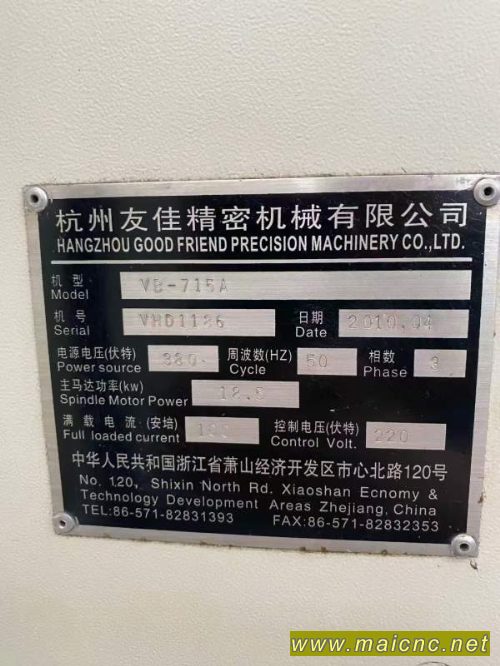 杭州友佳精密机械有限公司
HANGZHOU GOOD FRIEND PRECISION MACHINERY CO.,LTD.
机型 Model VB-715A
机号 Serial VHD1186 日期 Date 2010.04
电源电压(伏特) Power source 380 周波数(HZ) Cycle 50 相数 Phase 3
主马达功率(kw) Spindle Motor Power
满载电流(安培) Full loaded current 控制电压(伏特) Control Volt. 220
中华人民共和国浙江省萧山经济开发区市心北路120号
No. 120, Shixin North Rd. Xiaoshan Ecnomy &
Technology Development Areas Zhejiang, China
TEL:86-571-82831393 FAX:86-571-82832353
www.maicnc.net